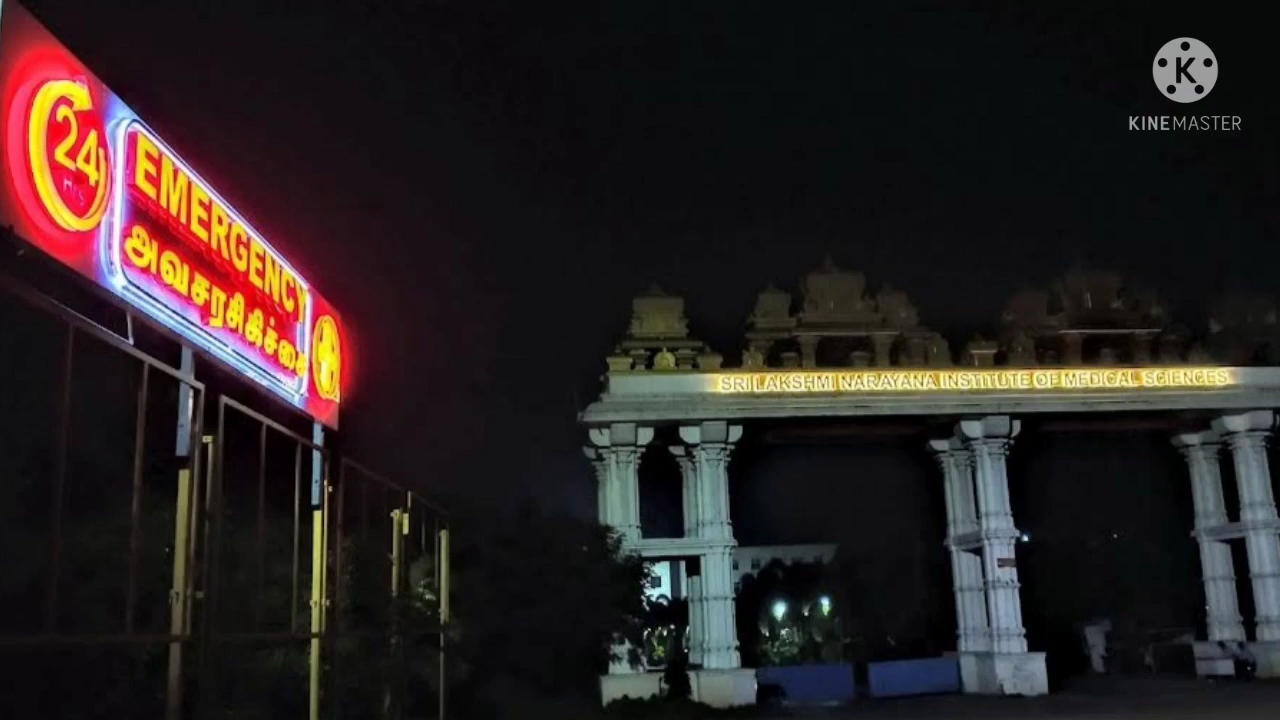 24
Hrs
EMERGENCY
அவசரசிகிச்சை
SRI LAKSHMI NARAYANA INSTITUTE OF MEDICAL SCIENCES
K
KINEMASTER